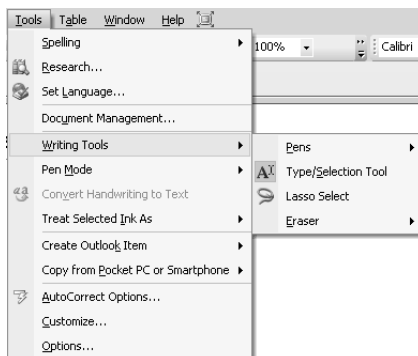 Tools Table Window Help
100% Calibri
Spelling
Research...
Set Language...
Document Management...
Writing Tools
Pens
Pen Mode
Type/Selection Tool
Convert Handwriting to Text
Lasso Select
Treat Selected Ink As
Eraser
Create Outlook Item
Copy from Pocket PC or Smartphone
AutoCorrect Options...
Customize...
Options...